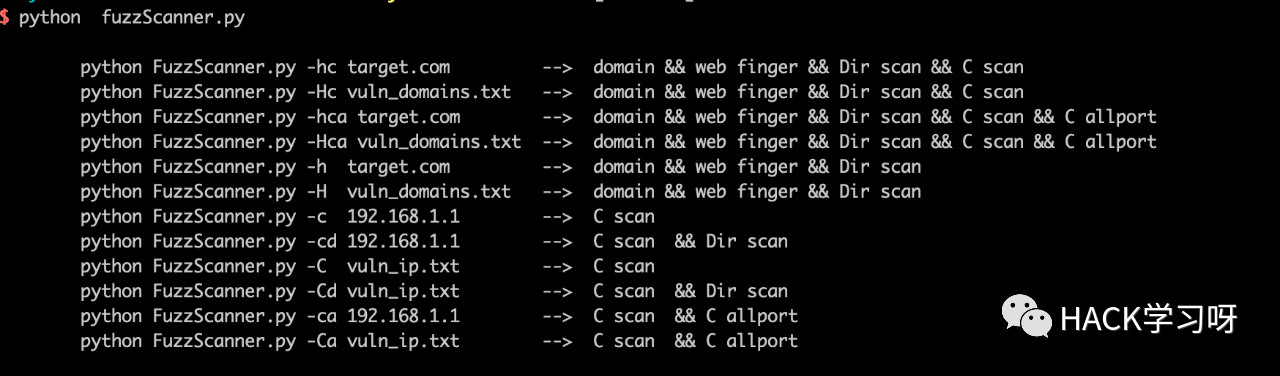 $ python  fuzzScanner.py
python FuzzScanner.py -hc target.com          -->  domain && web finger && Dir scan && C scan
python FuzzScanner.py -Hc vuln_domains.txt    -->  domain && web finger && Dir scan && C scan
python FuzzScanner.py -hca target.com         -->  domain && web finger && Dir scan && C scan && C allport
python FuzzScanner.py -Hca vuln_domains.txt   -->  domain && web finger && Dir scan && C scan && C allport
python FuzzScanner.py -h  target.com          -->  domain && web finger && Dir scan
python FuzzScanner.py -H  vuln_domains.txt    -->  domain && web finger && Dir scan
python FuzzScanner.py -c  192.168.1.1         -->  C scan
python FuzzScanner.py -cd 192.168.1.1         -->  C scan  && Dir scan
python FuzzScanner.py -C  vuln_ip.txt         -->  C scan
python FuzzScanner.py -Cd vuln_ip.txt         -->  C scan  && Dir scan
python FuzzScanner.py -ca 192.168.1.1         -->  C scan  && C allport
python FuzzScanner.py -Ca vuln_ip.txt         -->  C scan  && C allport
HACK学习呀